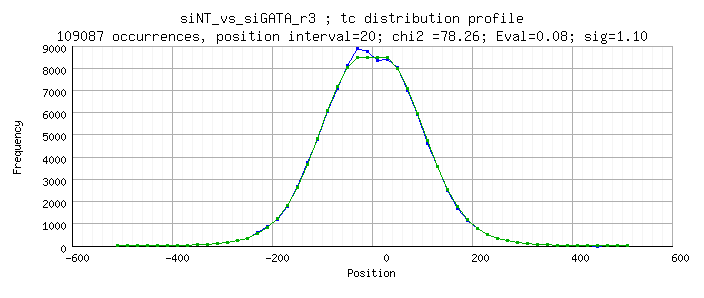 siNT_vs_siGATA_r3 ; tc distribution profile
109087 occurrences, position interval=20; chi2 =78.26; Eval=0.08; sig=1.10
9000
8000
7000
6000
5000
4000
3000
2000
1000
0
Frequency
-600 -400 -200 0 200 400 600
Position